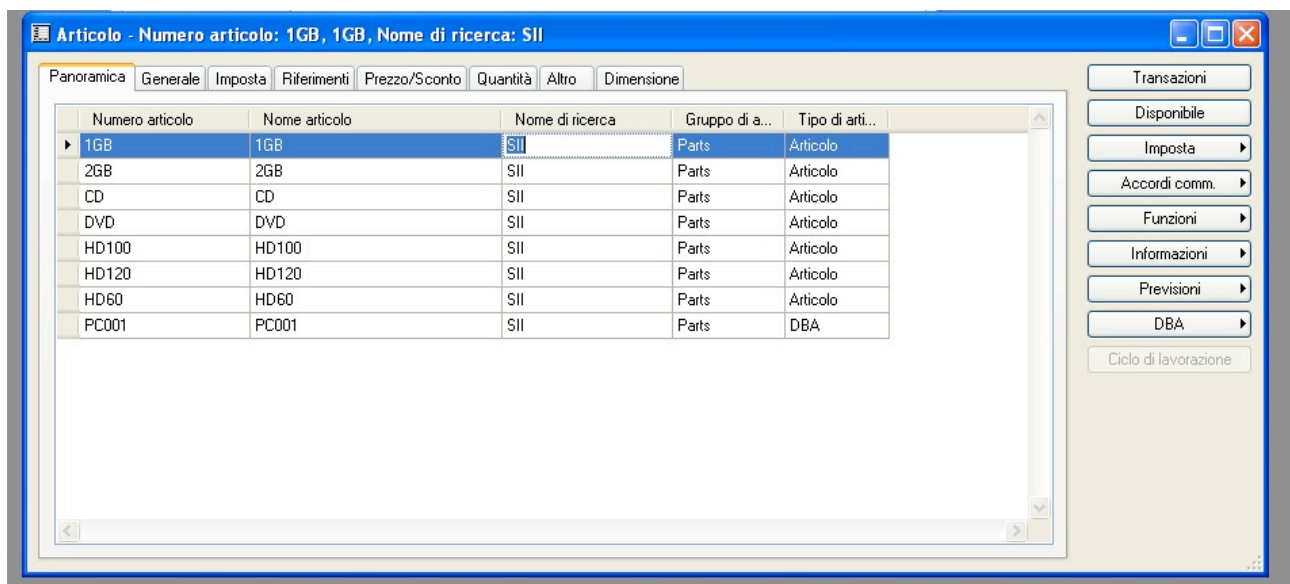 Articolo - Numero articolo: 1GB, 1GB, Nome di ricerca: SII
Panoramica Generale Imposta Riferimenti Prezzo/Sconto Quantità Altro Dimensione
Numero articolo Nome articolo Nome di ricerca Gruppo di a... Tipo di arti...
1GB 1GB SII Parts Articolo
2GB 2GB SII Parts Articolo
CD CD SII Parts Articolo
DVD DVD SII Parts Articolo
HD100 HD100 SII Parts Articolo
HD120 HD120 SII Parts Articolo
HD60 HD60 SII Parts Articolo
PC001 PC001 SII Parts DBA
Transazioni
Disponibile
Imposta
Accordi comm.
Funzioni
Informazioni
Previsioni
DBA
Ciclo di lavorazione